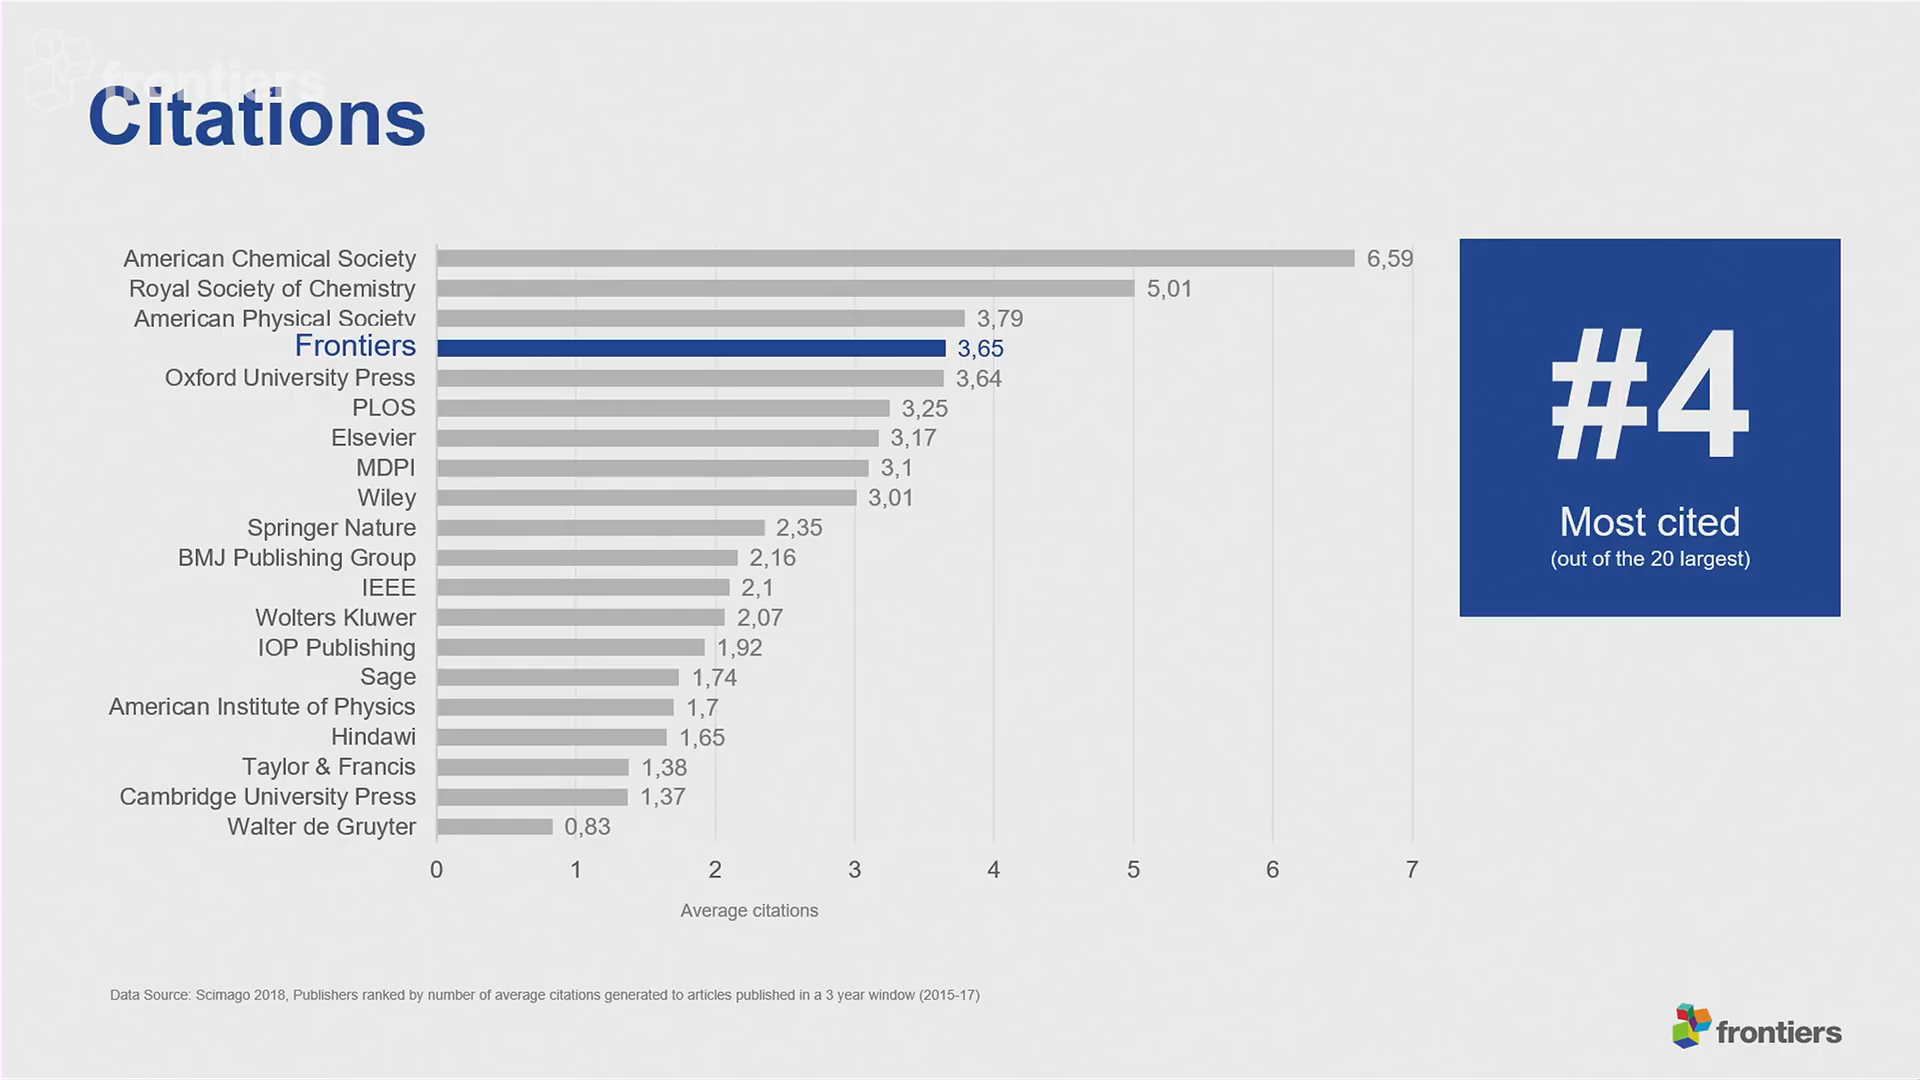 frontiers
Citations
American Chemical Society 6,59
Royal Society of Chemistry 5,01
American Physical Society 3,79
Frontiers 3,65
Oxford University Press 3,64
PLOS 3,25
Elsevier 3,17
MDPI 3,1
Wiley 3,01
Springer Nature 2,35
BMJ Publishing Group 2,16
IEEE 2,1
Wolters Kluwer 2,07
IOP Publishing 1,92
Sage 1,74
American Institute of Physics 1,7
Hindawi 1,65
Taylor & Francis 1,38
Cambridge University Press 1,37
Walter de Gruyter 0,83
0 1 2 3 4 5 6 7
Average citations
#4
Most cited
(out of the 20 largest)
Data Source: Scimago 2018, Publishers ranked by number of average citations generated to articles published in a 3 year window (2015-17)
frontiers